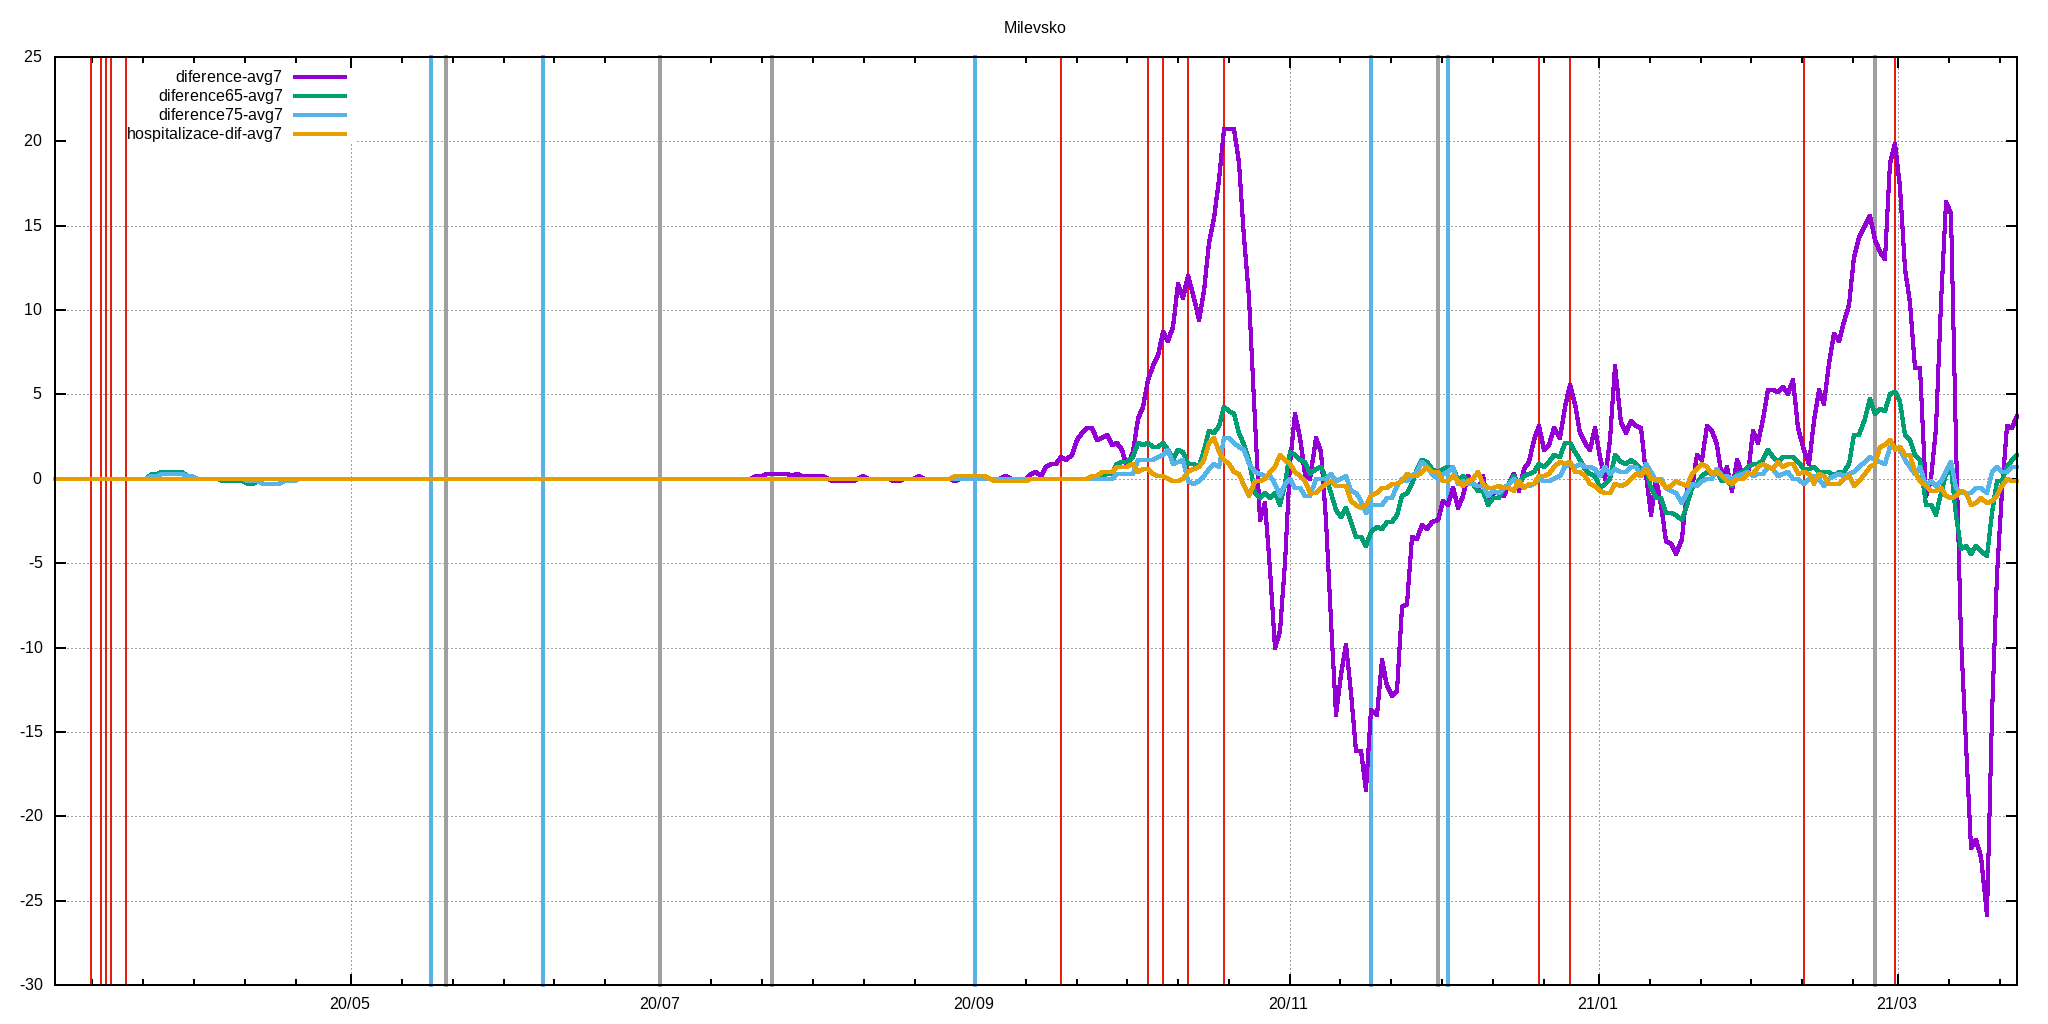 Milevsko
25
20
15
10
5
0
-5
-10
-15
-20
-25
-30
diference-avg7
diference65-avg7
diference75-avg7
hospitalizace-dif-avg7
20/05 20/07 20/09 20/11 21/01 21/03